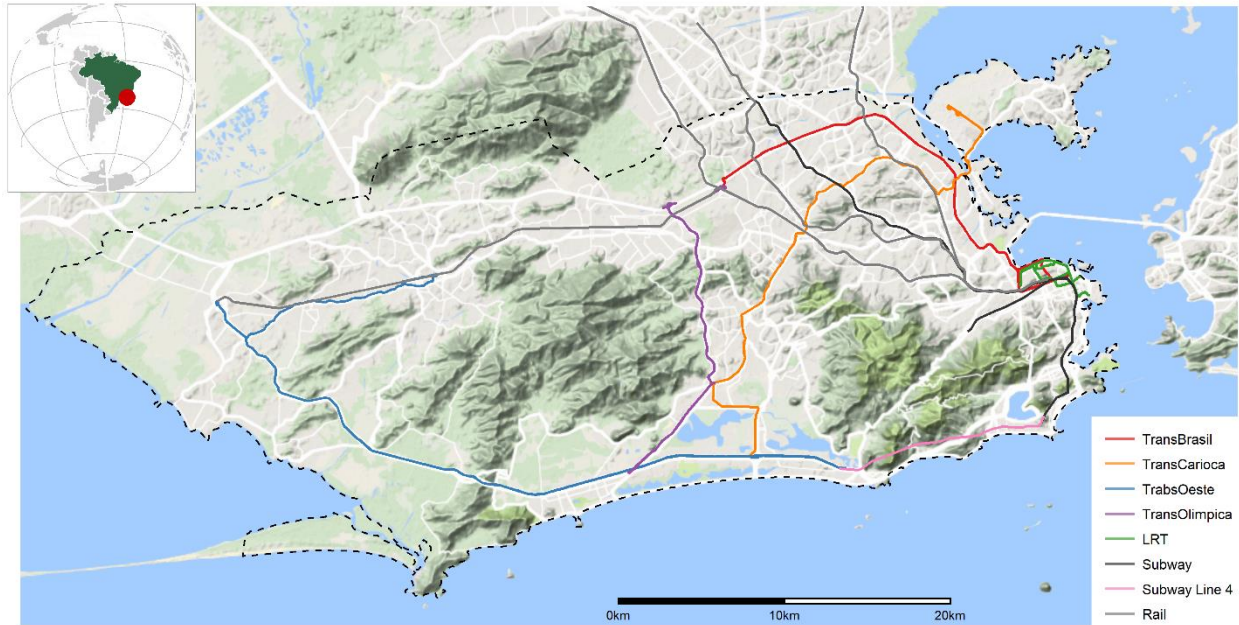 TransBrasil
TransCarioca
TrabsOeste
TransOlimpica
LRT
Subway
Subway Line 4
Rail
0km 10km 20km